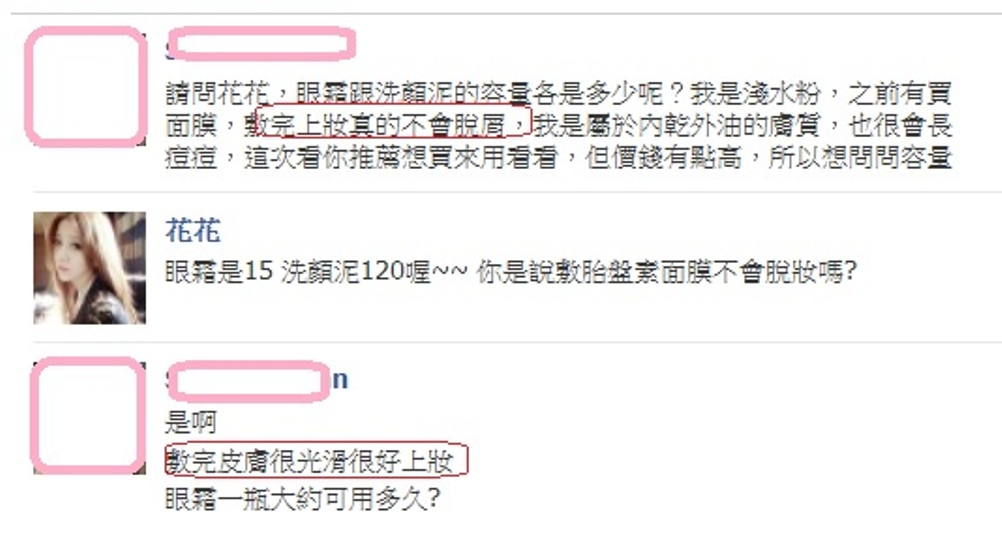 請問花花，眼霜跟洗顏泥的容量各是多少呢？我是淺水粉，之前有買
面膜，敷完上妝真的不會脫屑，我是屬於內乾外油的膚質，也很會長
痘痘，這次看你推薦想買來用看看，但價錢有點高，所以想問問容量
花花
眼霜是15 洗顏泥120喔~~ 你是說敷胎盤素面膜不會脫妝嗎?
n
是啊
敷完皮膚很光滑很好上妝
眼霜一瓶大約可用多久?